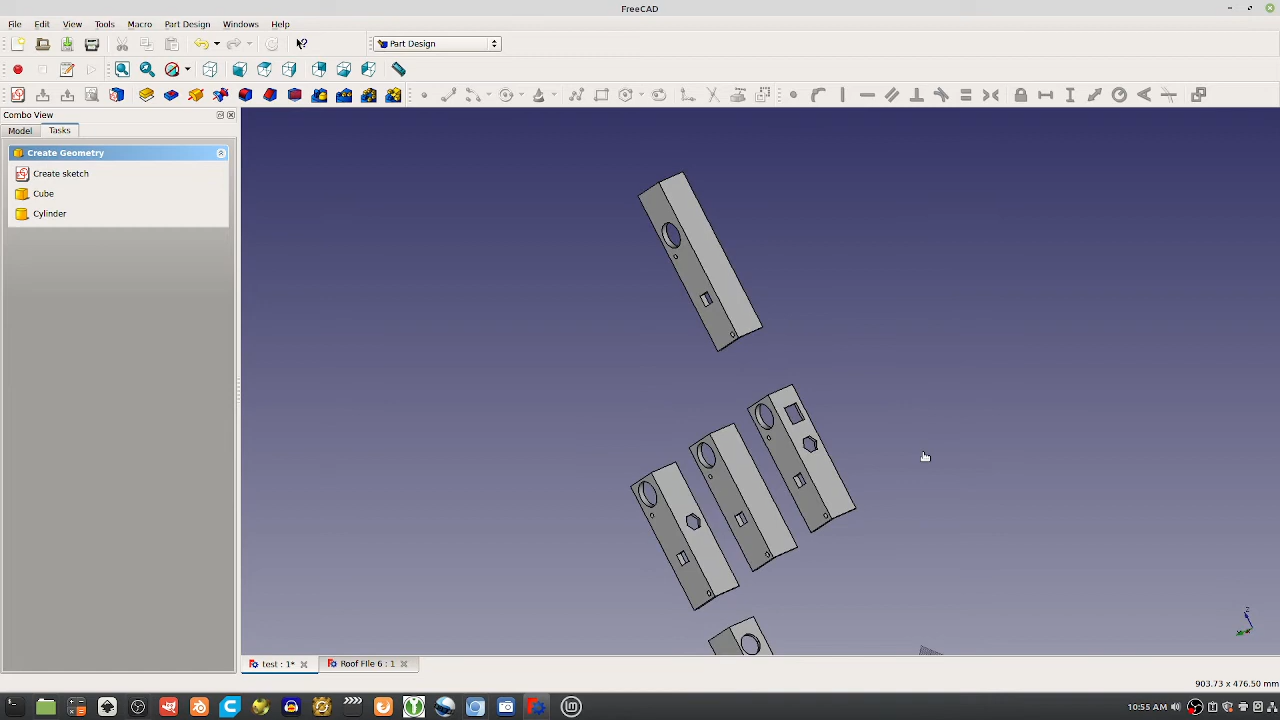 FreeCAD
File Edit View Tools Macro Part Design Windows Help
Part Design
Combo View
Model Tasks
Create Geometry
Create sketch
Cube
Cylinder
test : 1* Roof FIle 6 : 1
903.73 x 476.50 mm
10:55 AM